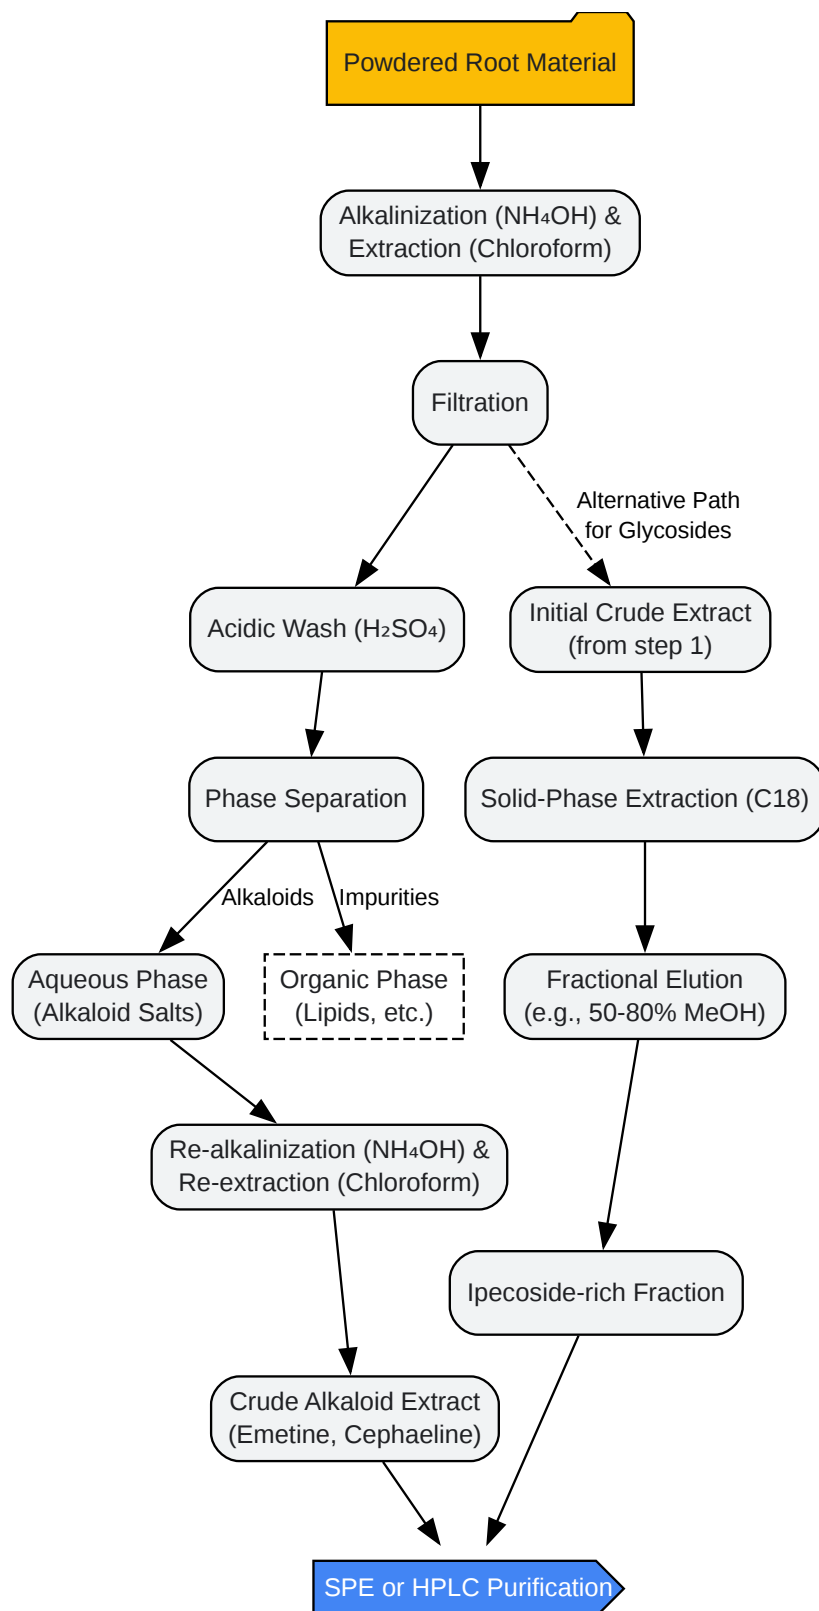 Powdered Root Material
Alkalinization (NH₄OH) &
Extraction (Chloroform)
Filtration
Alternative Path
for Glycosides
Acidic Wash (H₂SO₄)
Initial Crude Extract
(from step 1)
Phase Separation
Solid-Phase Extraction (C18)
Alkaloids
Impurities
Aqueous Phase
(Alkaloid Salts)
Organic Phase
(Lipids, etc.)
Fractional Elution
(e.g., 50-80% MeOH)
Re-alkalinization (NH₄OH) &
Re-extraction (Chloroform)
Ipecoside-rich Fraction
Crude Alkaloid Extract
(Emetine, Cephaeline)
SPE or HPLC Purification